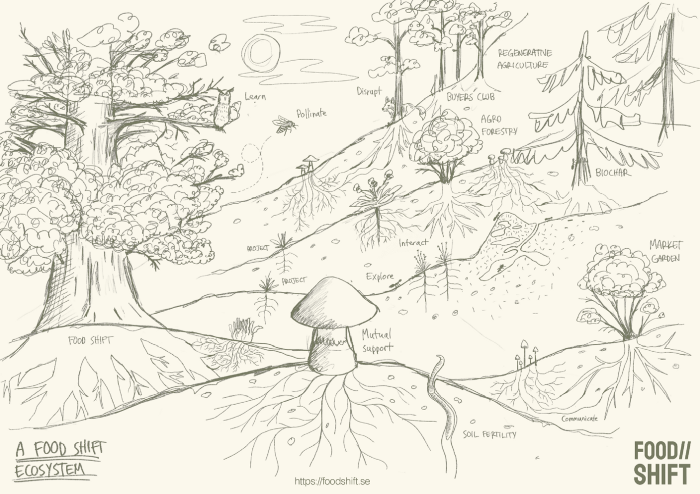 REGENERATIVE
AGRICULTURE
Learn
Disrupt
BUYERS CLUB
Pollinate
AGRO
FORESTRY
BIOCHAR
PROJECT
Interact
MARKET
GARDEN
PROJECT
Explore
FOOD SHIFT
Mutual
support
Communicate
SOIL FERTILITY
A FOOD SHIFT
ECOSYSTEM
FOOD//
SHIFT
https://foodshift.se